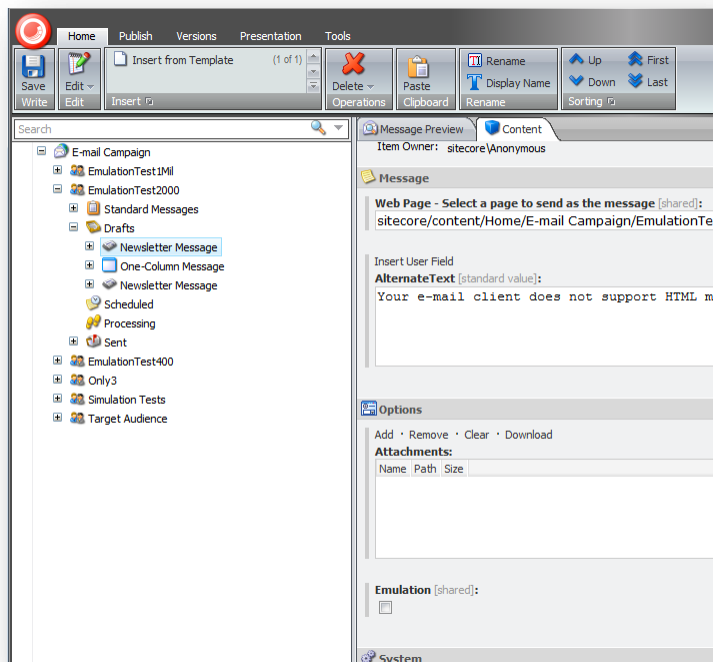 Home Publish Versions Presentation Tools
Save
Write
Edit
Edit
Insert from Template (1 of 1)
Insert
Delete
Operations
Paste
Clipboard
Rename
Display Name
Rename
Up First
Down Last
Sorting
Search
E-mail Campaign
EmulationTest1Mil
EmulationTest2000
Standard Messages
Drafts
Newsletter Message
One-Column Message
Newsletter Message
Scheduled
Processing
Sent
EmulationTest400
Only3
Simulation Tests
Target Audience
Message Preview Content
Item Owner: sitecore\Anonymous
Message
Web Page - Select a page to send as the message [shared]:
sitecore/content/Home/E-mail Campaign/EmulationTe
Insert User Field
AlternateText [standard value]:
Your e-mail client does not support HTML m
Options
Add · Remove · Clear · Download
Attachments:
Name Path Size
Emulation [shared]:
System